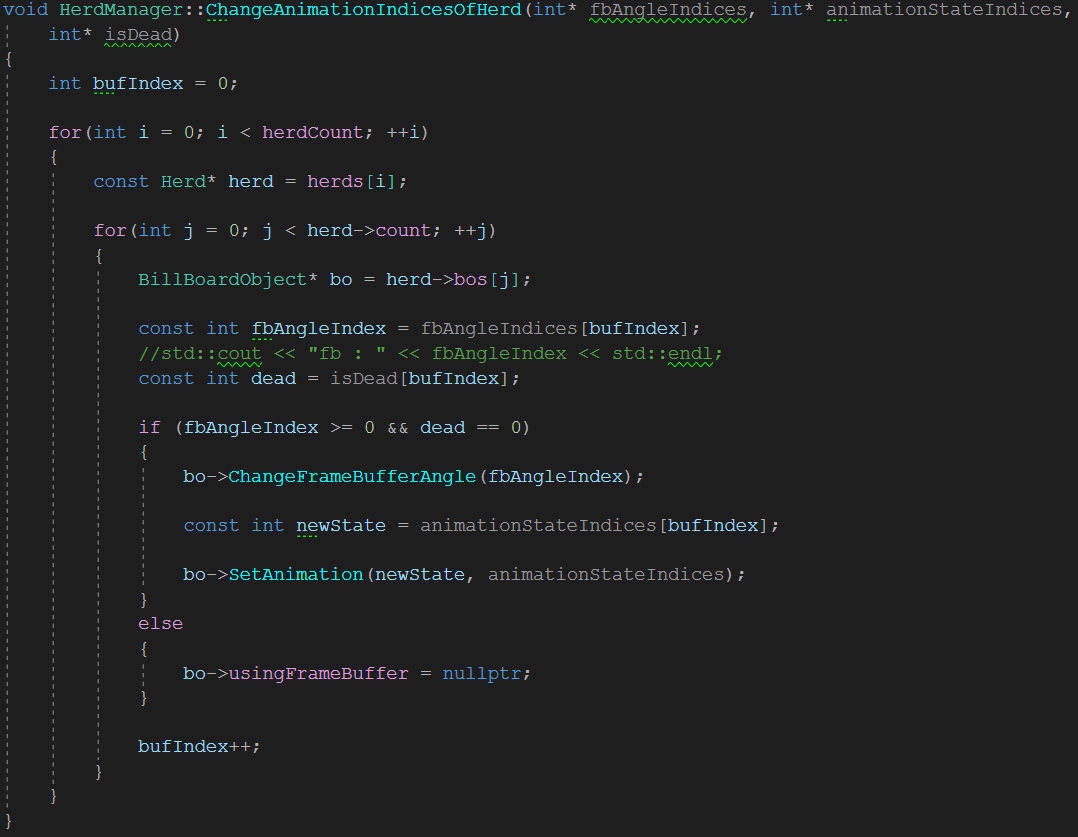 void HerdManager::ChangeAnimationIndicesOfHerd(int* fbAngleIndices, int* animationStateIndices,
    int* isDead)
{
    int bufIndex = 0;

    for(int i = 0; i < herdCount; ++i)
    {
        const Herd* herd = herds[i];

        for(int j = 0; j < herd->count; ++j)
        {
            BillBoardObject* bo = herd->bos[j];

            const int fbAngleIndex = fbAngleIndices[bufIndex];
            //std::cout << "fb : " << fbAngleIndex << std::endl;
            const int dead = isDead[bufIndex];

            if (fbAngleIndex >= 0 && dead == 0)
            {
                bo->ChangeFrameBufferAngle(fbAngleIndex);

                const int newState = animationStateIndices[bufIndex];

                bo->SetAnimation(newState, animationStateIndices);
            }
            else
            {
                bo->usingFrameBuffer = nullptr;
            }

            bufIndex++;
        }
    }
}